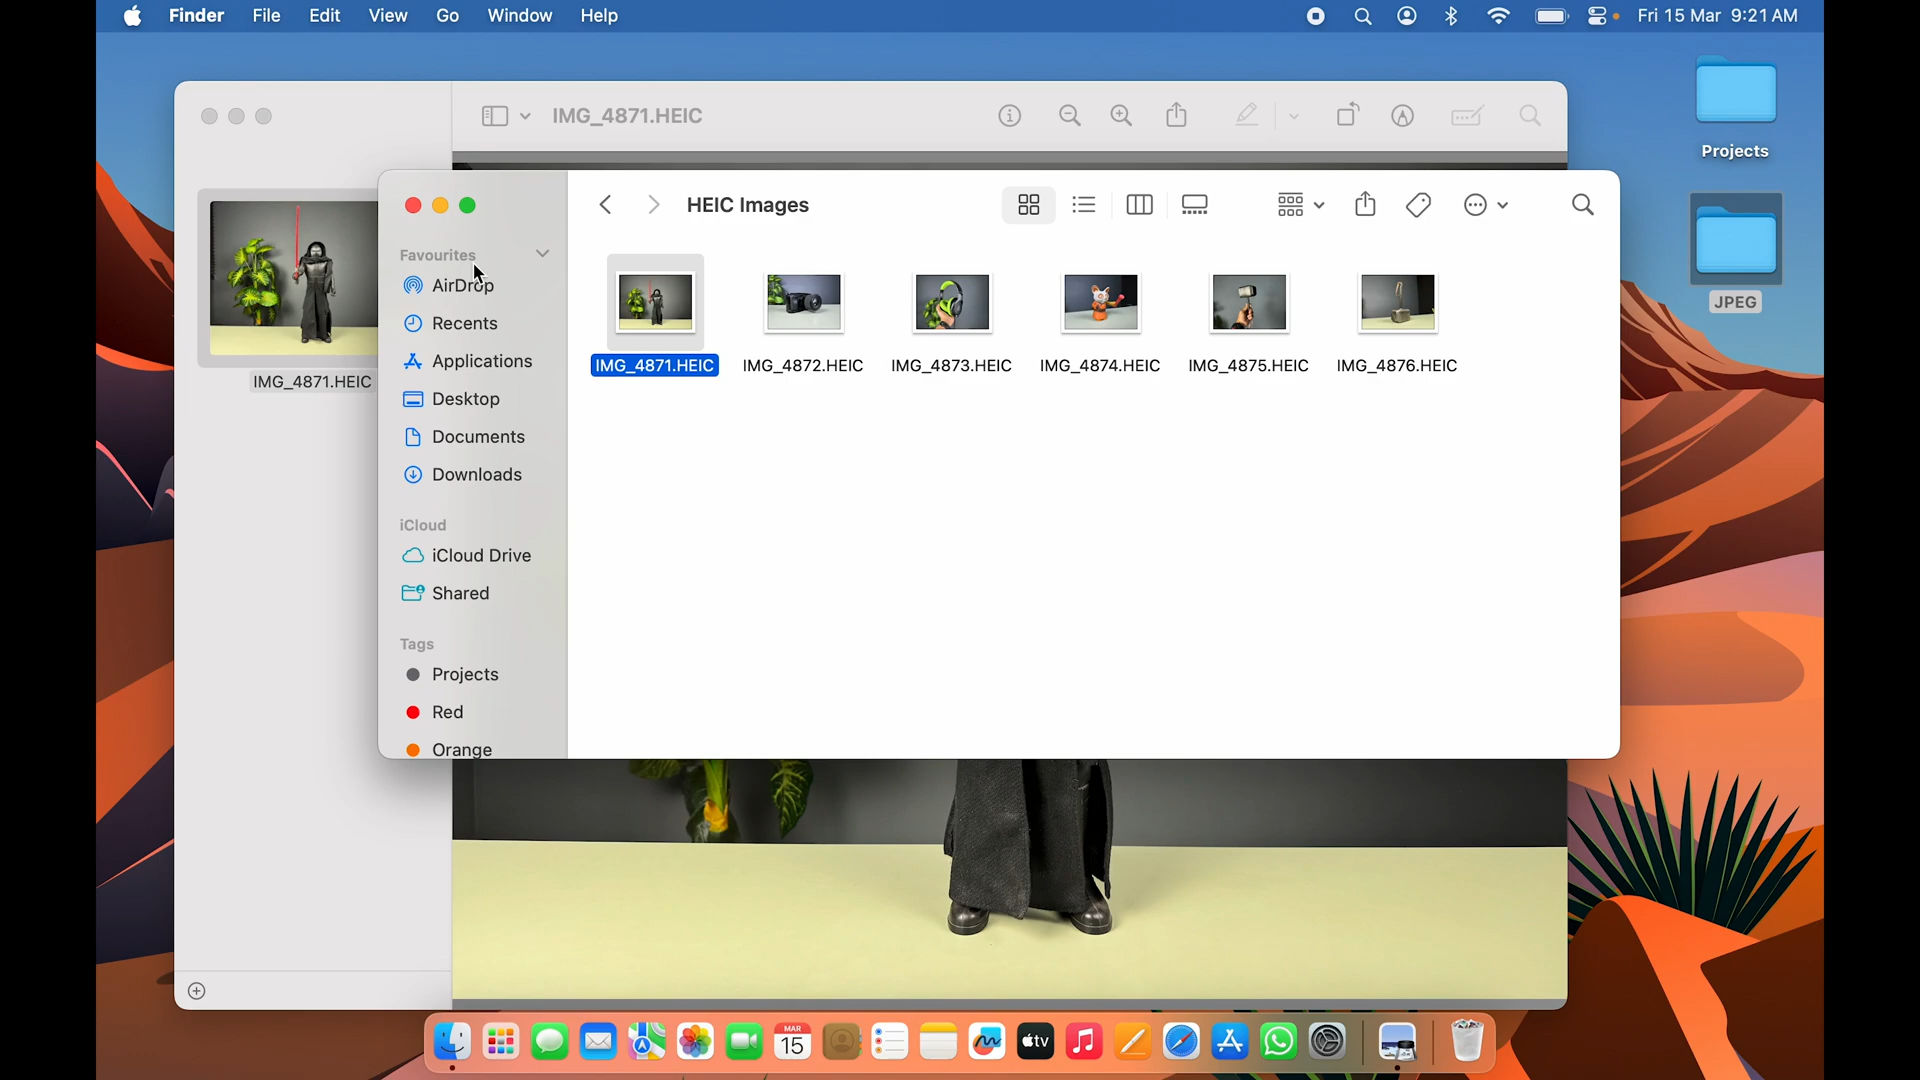 Finder File Edit View Go Window Help Fri 15 Mar 9:21 AM
IMG_4871.HEIC
Projects
JPEG
IMG_4871.HEIC
HEIC Images
Favourites
AirDrop
Recents
Applications
Desktop
Documents
Downloads
iCloud
iCloud Drive
Shared
Tags
Projects
Red
Orange
IMG_4871.HEIC IMG_4872.HEIC IMG_4873.HEIC IMG_4874.HEIC IMG_4875.HEIC IMG_4876.HEIC
MAR
15
tv